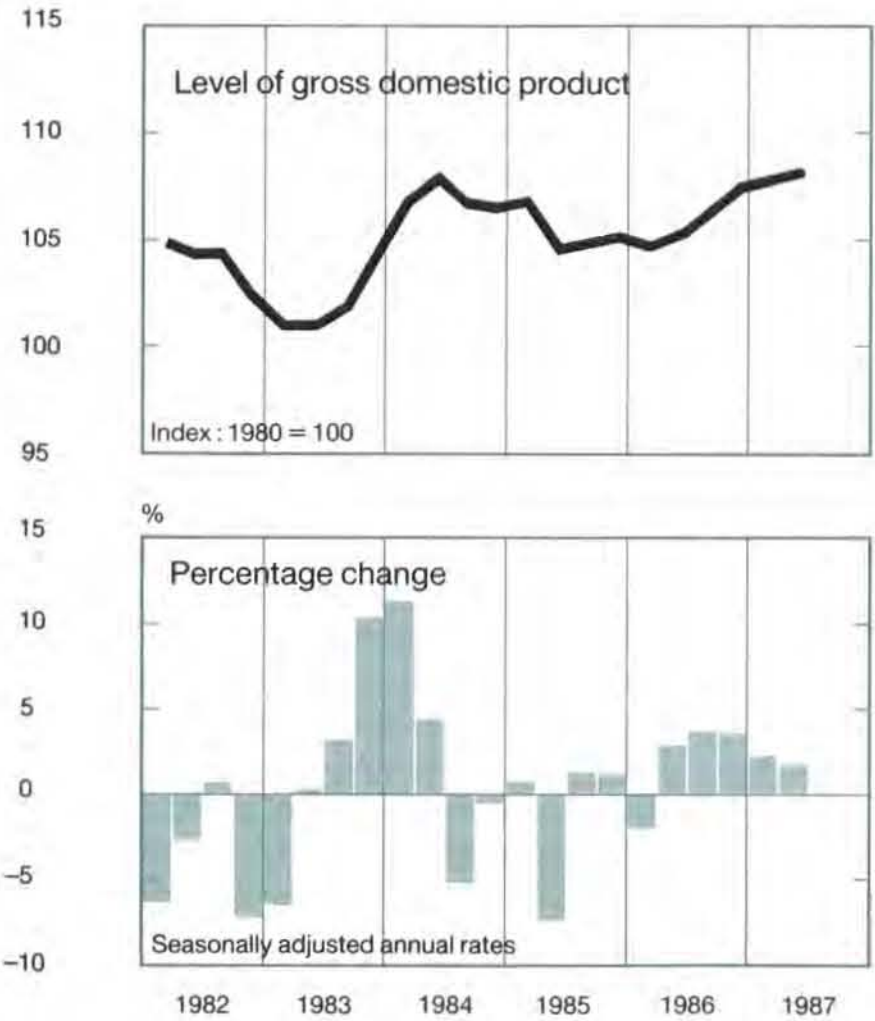 115
Level of gross domestic product
110
105
100
Index : 1980 = 100
95
%
15
Percentage change
10
5
0
–5
Seasonally adjusted annual rates
–10
1982 1983 1984 1985 1986 1987